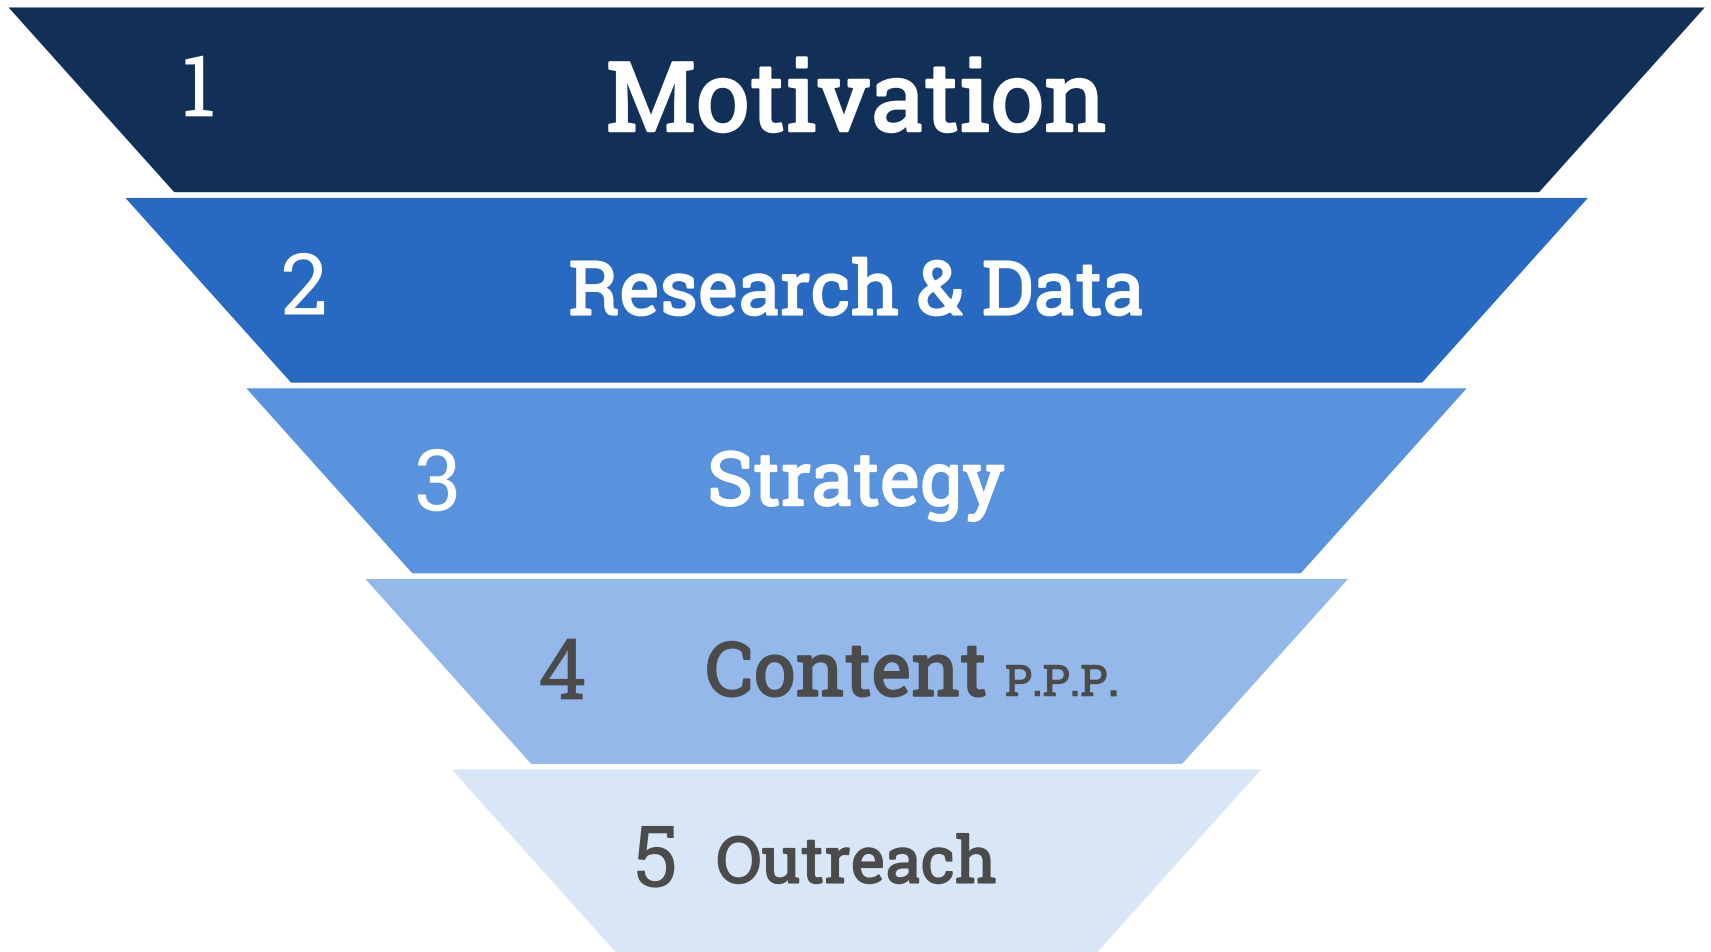 1 Motivation
2 Research & Data
3 Strategy
4 Content P.P.P.
5 Outreach